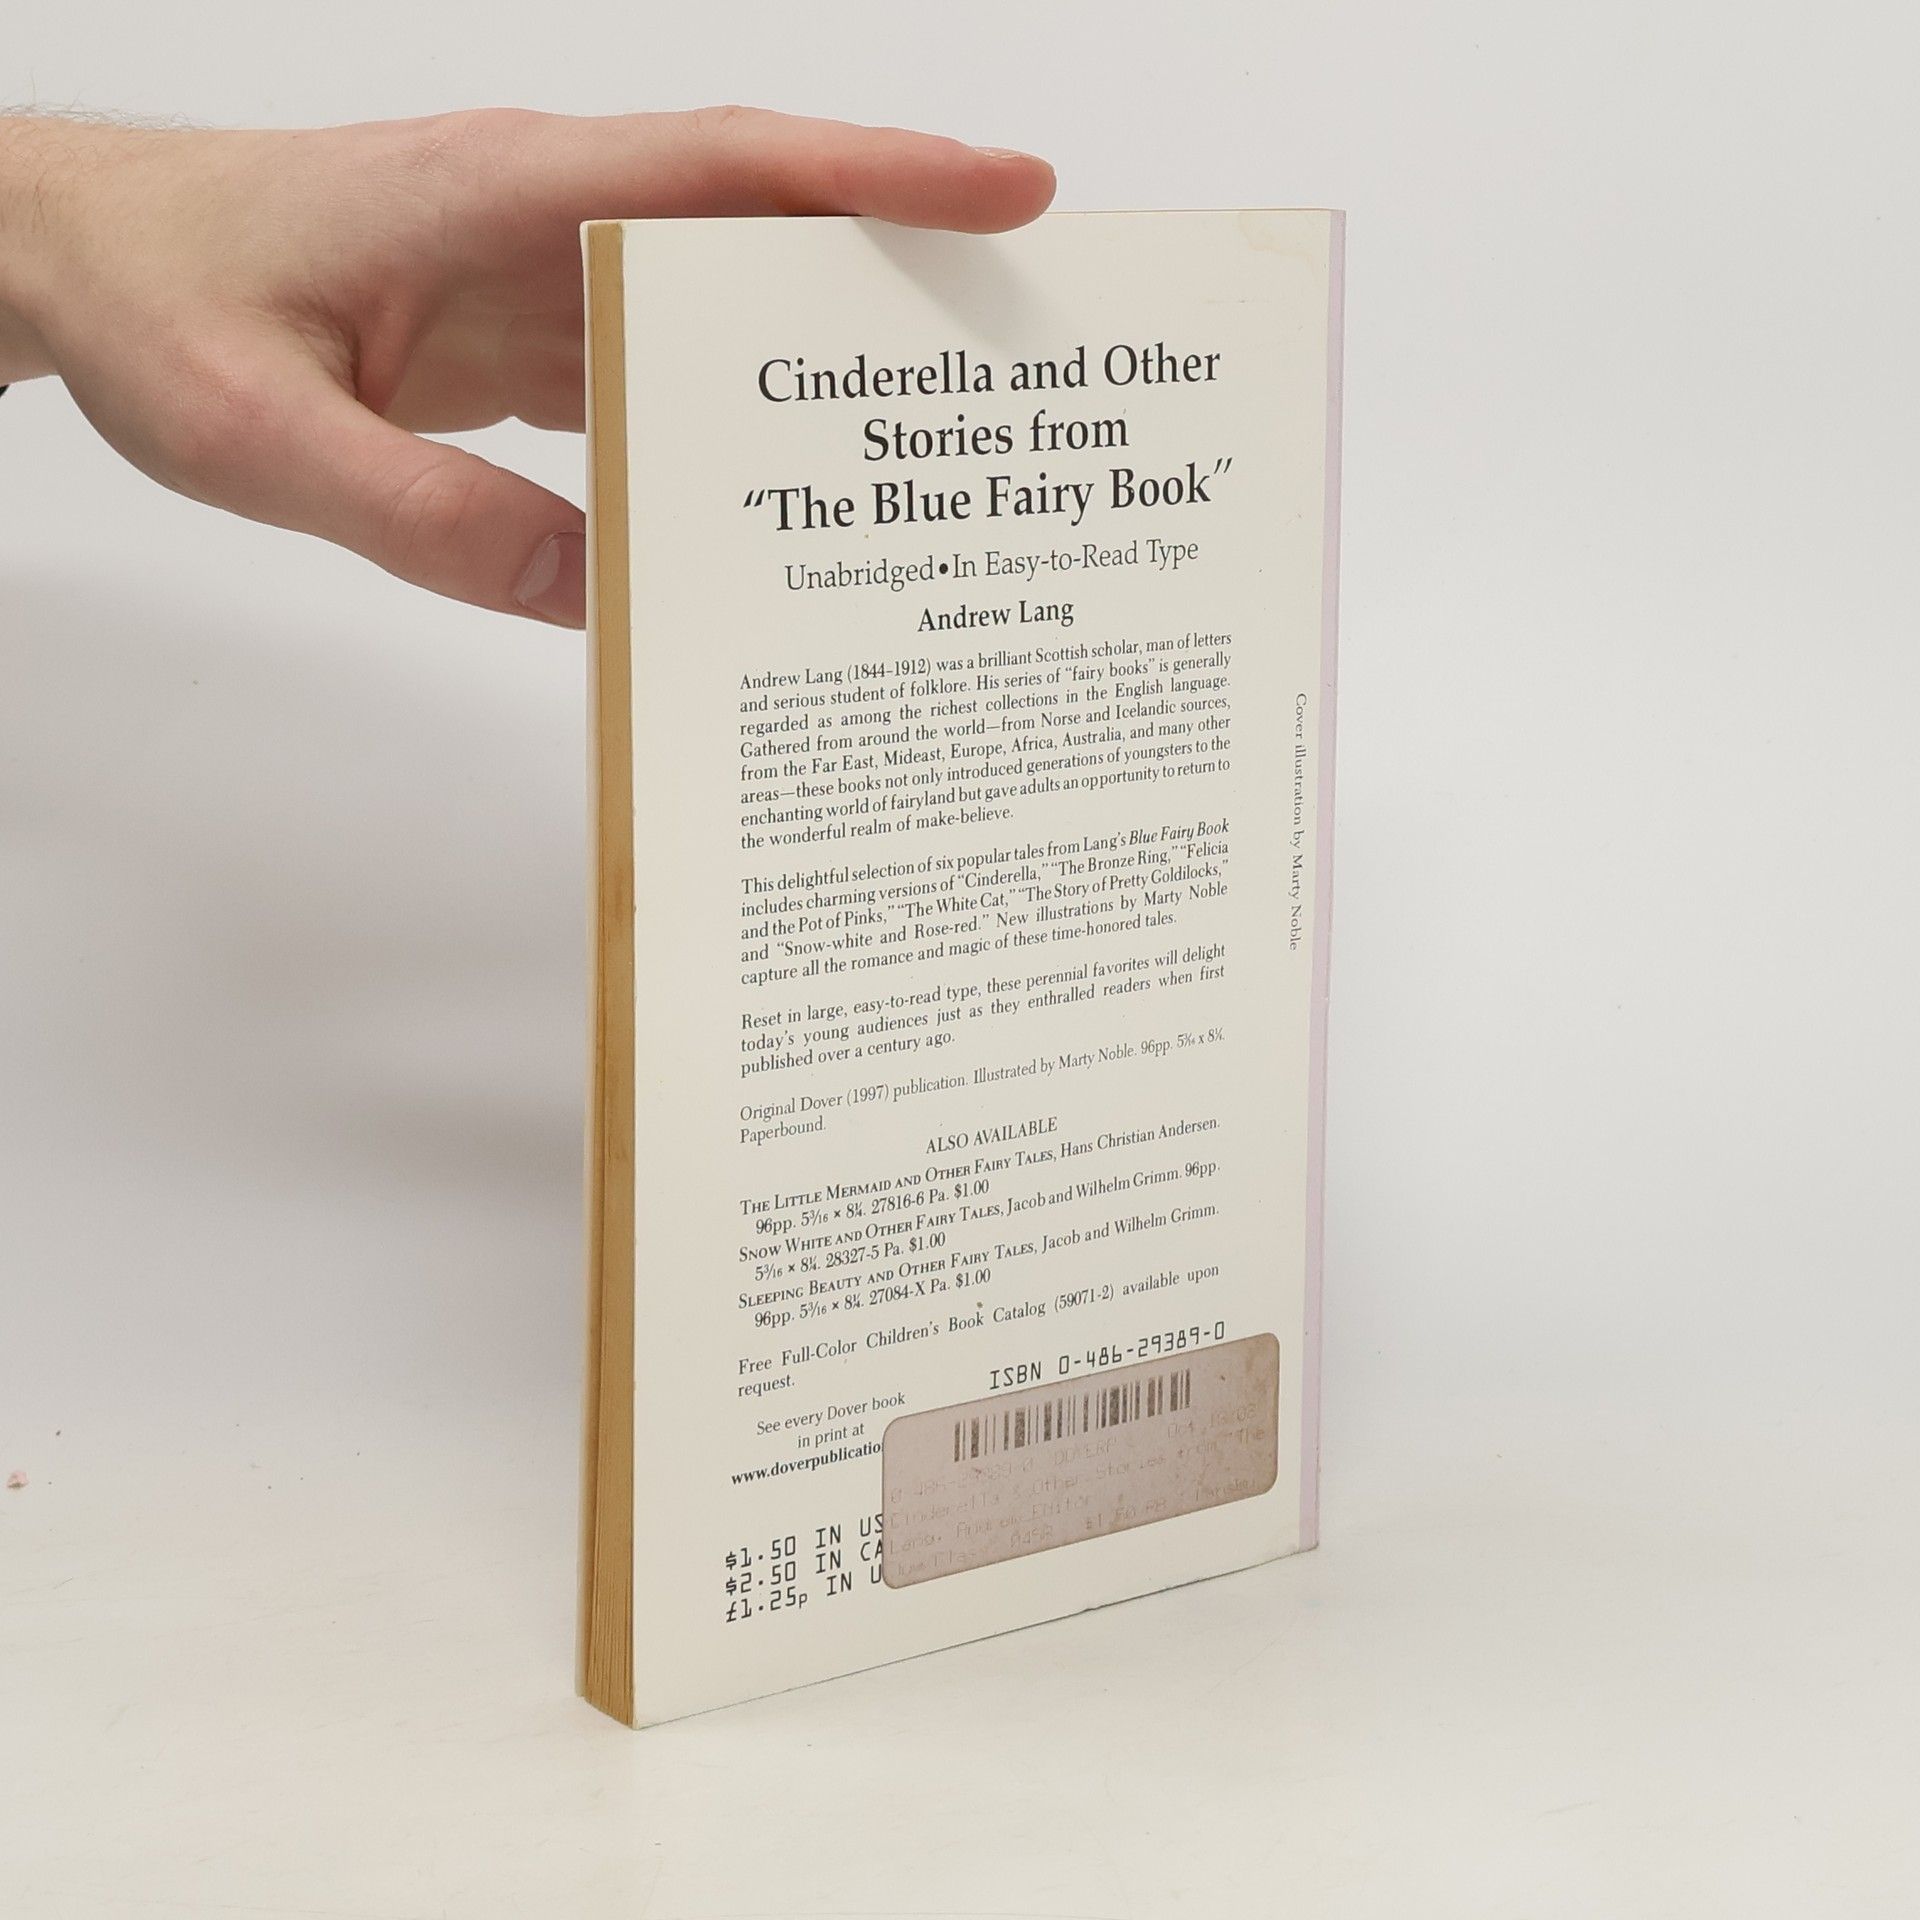 Cinderella and Other
Stories from
“The Blue Fairy Book”
Unabridged•In Easy-to-Read Type
Andrew Lang
Andrew Lang (1844–1912) was a brilliant Scottish scholar, man of letters
and serious student of folklore. His series of “fairy books” is generally
regarded as among the richest collections in the English language.
Gathered from around the world—from Norse and Icelandic sources,
from the Far East, Mideast, Europe, Africa, Australia, and many other
areas—these books not only introduced generations of youngsters to the
enchanting world of fairyland but gave adults an opportunity to return to
the wonderful realm of make-believe.
This delightful selection of six popular tales from Lang’s Blue Fairy Book
includes charming versions of “Cinderella,” “The Bronze Ring,” “Felicia
and the Pot of Pinks,” “The White Cat,” “The Story of Pretty Goldilocks,”
and “Snow-white and Rose-red.” New illustrations by Marty Noble
capture all the romance and magic of these time-honored tales.
Reset in large, easy-to-read type, these perennial favorites will delight
today’s young audiences just as they enthralled readers when first
published over a century ago.
Original Dover (1997) publication. Illustrated by Marty Noble. 96pp. 5³⁄₁₆ x 8¼.
Paperbound.
ALSO AVAILABLE
THE LITTLE MERMAID AND OTHER FAIRY TALES, Hans Christian Andersen.
96pp. 5³⁄₁₆ × 8¼. 27816-6 Pa. $1.00
SNOW WHITE AND OTHER FAIRY TALES, Jacob and Wilhelm Grimm. 96pp.
5³⁄₁₆ × 8¼. 28327-5 Pa. $1.00
SLEEPING BEAUTY AND OTHER FAIRY TALES, Jacob and Wilhelm Grimm.
96pp. 5³⁄₁₆ × 8¼. 27084-X Pa. $1.00
Free Full-Color Children’s Book Catalog (59071-2) available upon
request.
See every Dover book
in print at
www.doverpublicatio
ISBN 0-486-29389-0
0-486-29389-0 DOVERP
Cinderella & Other Stories from "The
Lang, Andrew
$1.50 IN US
$2.50 IN CA
£1.25p IN U
Cover illustration by Marty Noble